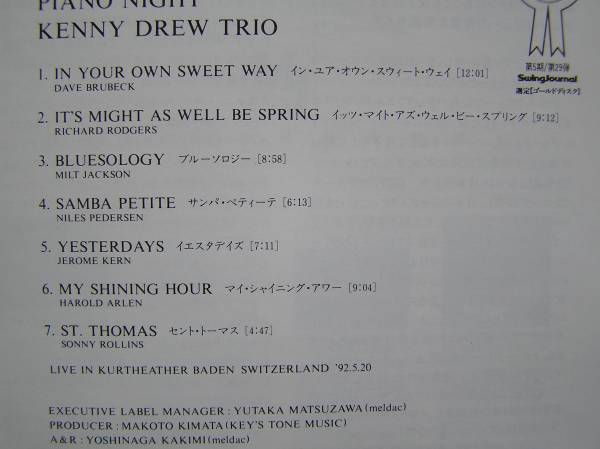 PIANO NIGHT
KENNY DREW TRIO
第5期/第29弾
SwingJournal
選定[ゴールドディスク]
1. IN YOUR OWN SWEET WAY イン・ユア・オウン・スウィート・ウェイ [12:01]
DAVE BRUBECK
2. IT'S MIGHT AS WELL BE SPRING イッツ・マイト・アズ・ウェル・ビー・スプリング [9:12]
RICHARD RODGERS
3. BLUESOLOGY ブルーソロジー [8:58]
MILT JACKSON
4. SAMBA PETITE サンバ・ペティーテ [6:13]
NILES PEDERSEN
5. YESTERDAYS イエスタデイズ [7:11]
JEROME KERN
6. MY SHINING HOUR マイ・シャイニング・アワー [9:04]
HAROLD ARLEN
7. ST. THOMAS セント・トーマス [4:47]
SONNY ROLLINS
LIVE IN KURTHEATHER BADEN SWITZERLAND '92.5.20
EXECUTIVE LABEL MANAGER : YUTAKA MATSUZAWA (meldac)
PRODUCER : MAKOTO KIMATA (KEY'S TONE MUSIC)
A&R : YOSHINAGA KAKIMI (meldac)